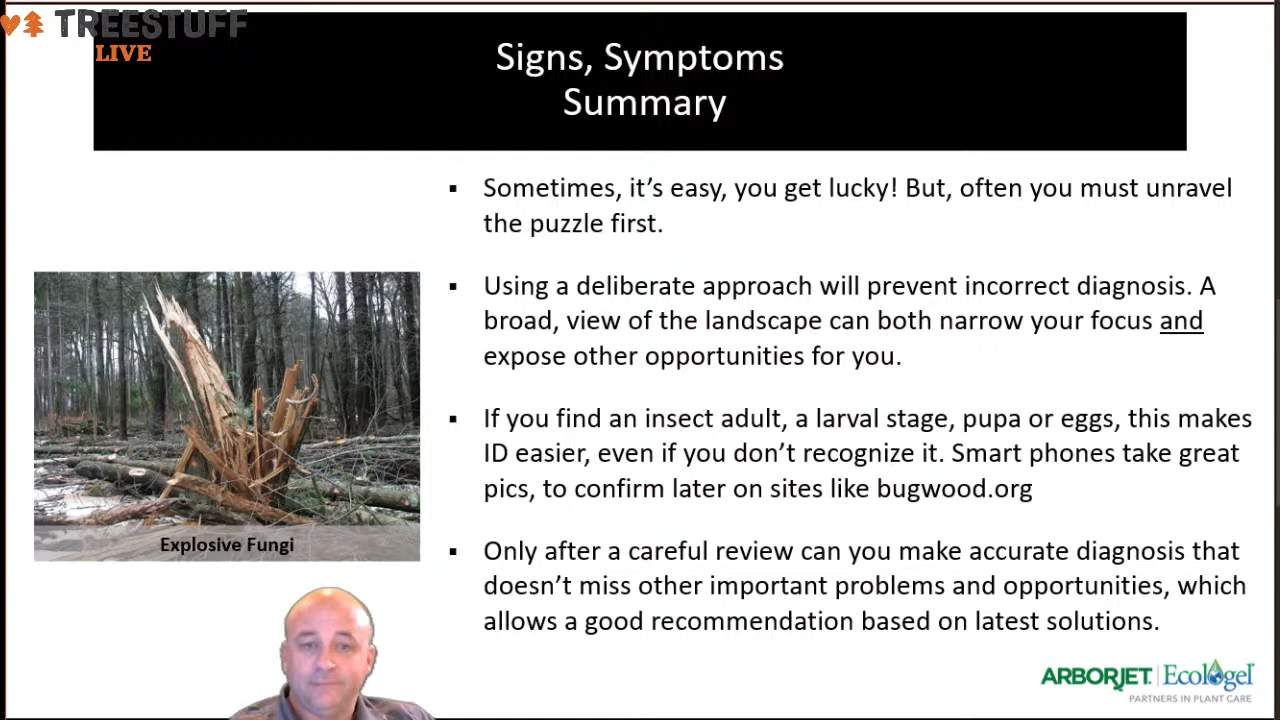 TREESTUFF
LIVE
Signs, Symptoms
Summary
▪ Sometimes, it’s easy, you get lucky! But, often you must unravel
the puzzle first.
▪ Using a deliberate approach will prevent incorrect diagnosis. A
broad, view of the landscape can both narrow your focus and
expose other opportunities for you.
▪ If you find an insect adult, a larval stage, pupa or eggs, this makes
ID easier, even if you don’t recognize it. Smart phones take great
pics, to confirm later on sites like bugwood.org
Explosive Fungi
▪ Only after a careful review can you make accurate diagnosis that
doesn’t miss other important problems and opportunities, which
allows a good recommendation based on latest solutions.
ARBORJET | Ecologel
PARTNERS IN PLANT CARE